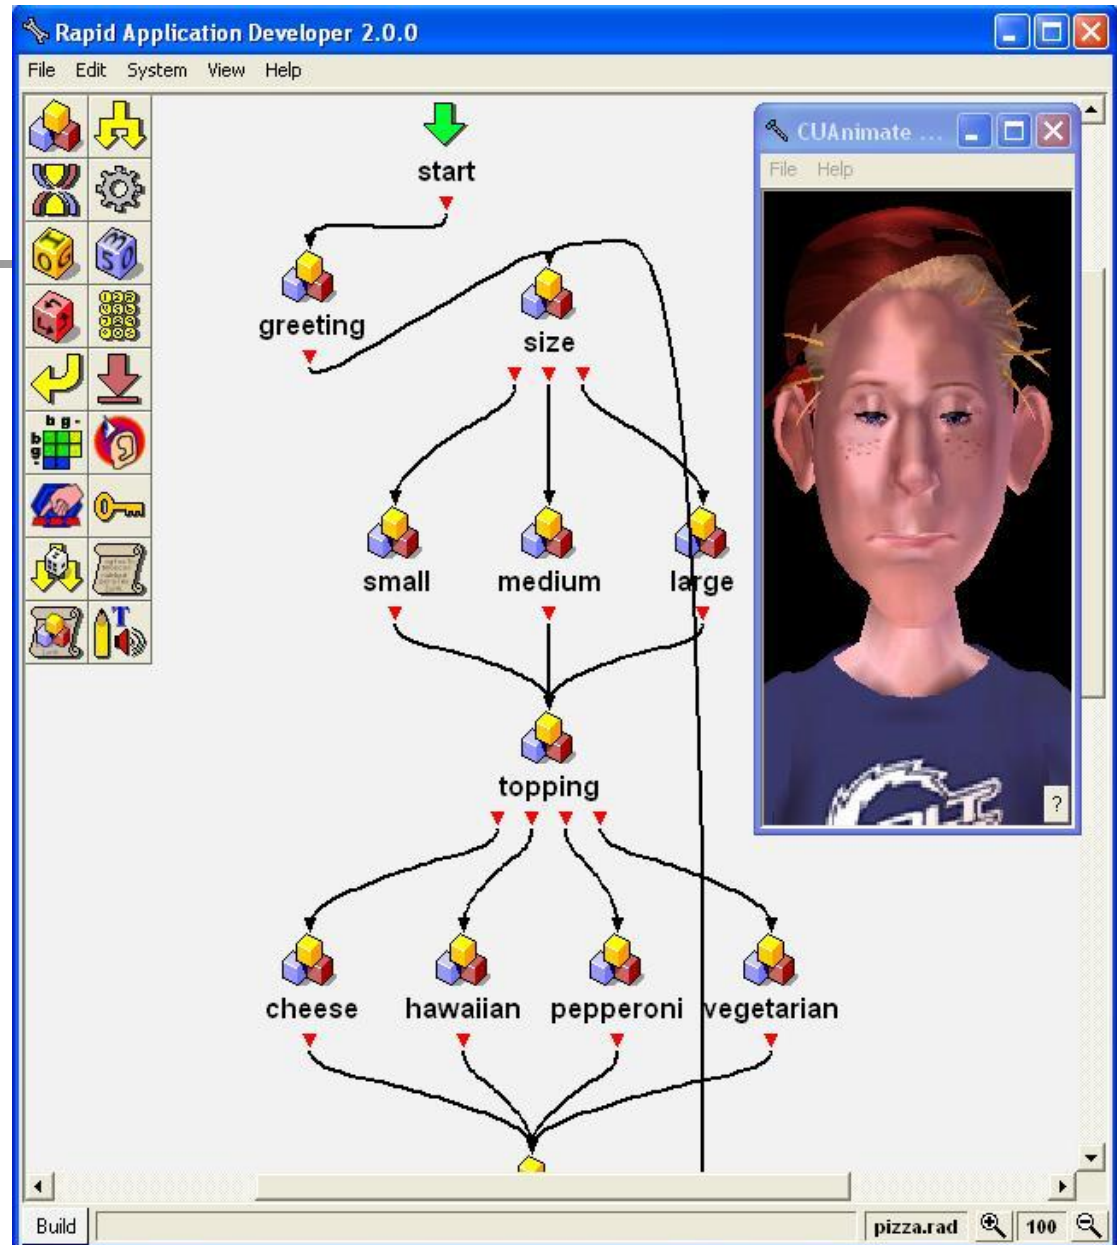 Rapid Application Developer 2.0.0
File Edit System View Help
CUAnimate ...
File Help
start
greeting
size
small medium large
topping
cheese hawaiian pepperoni vegetarian
?
Build
pizza.rad
100